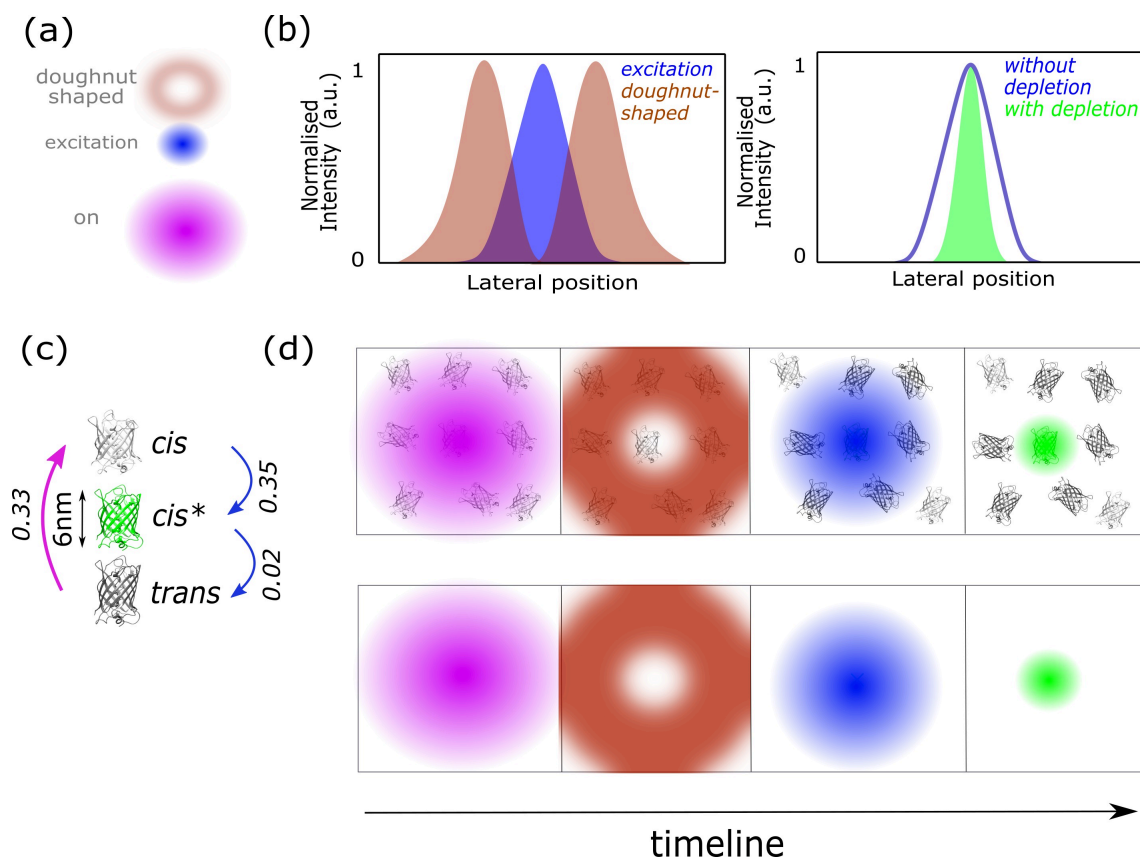 (a)
doughnut
shaped
excitation
on
(b)
Normalised
Intensity (a.u.)
1
0
excitation
doughnut-
shaped
Lateral position
Normalised
Intensity (a.u.)
1
0
without
depletion
with depletion
Lateral position
(c)
cis
cis*
trans
0.33
6nm
0.35
0.02
(d)
timeline